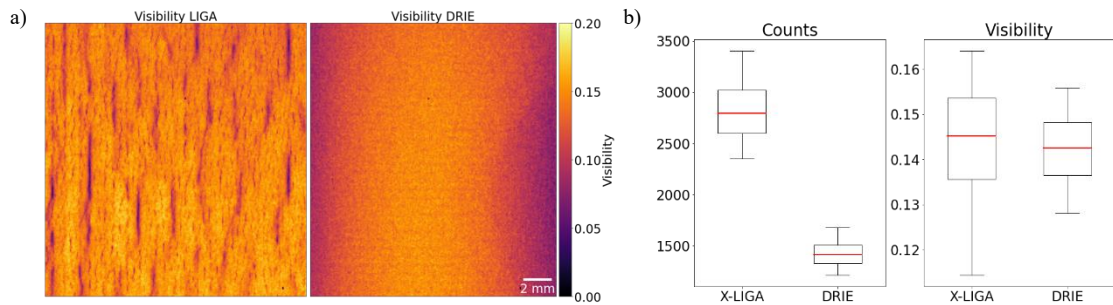 a)
Visibility LIGA
Visibility DRIE
0.20
0.15
0.10
0.05
0.00
Visibility
2 mm
b)
Counts
3500
3000
2500
2000
1500
X-LIGA
DRIE
Visibility
0.16
0.15
0.14
0.13
0.12
X-LIGA
DRIE